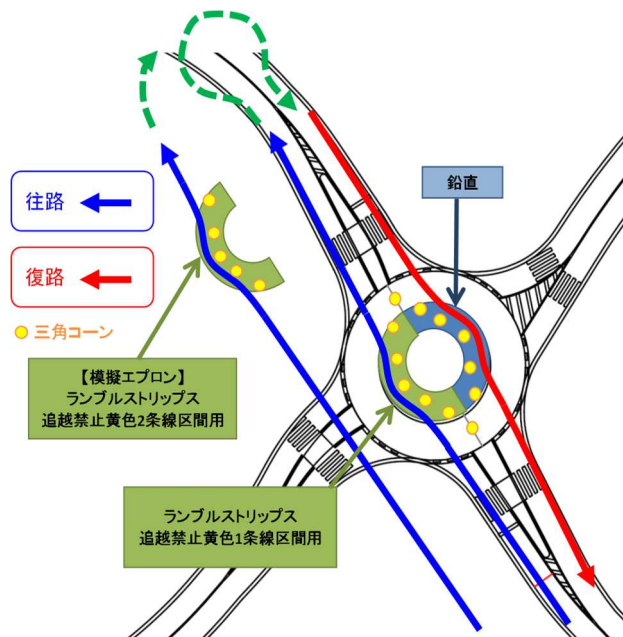 鉛直
往路
復路
三角コーン
【模擬エプロン】
ランブルストリップス
追越禁止黄色2条線区間用
ランブルストリップス
追越禁止黄色1条線区間用